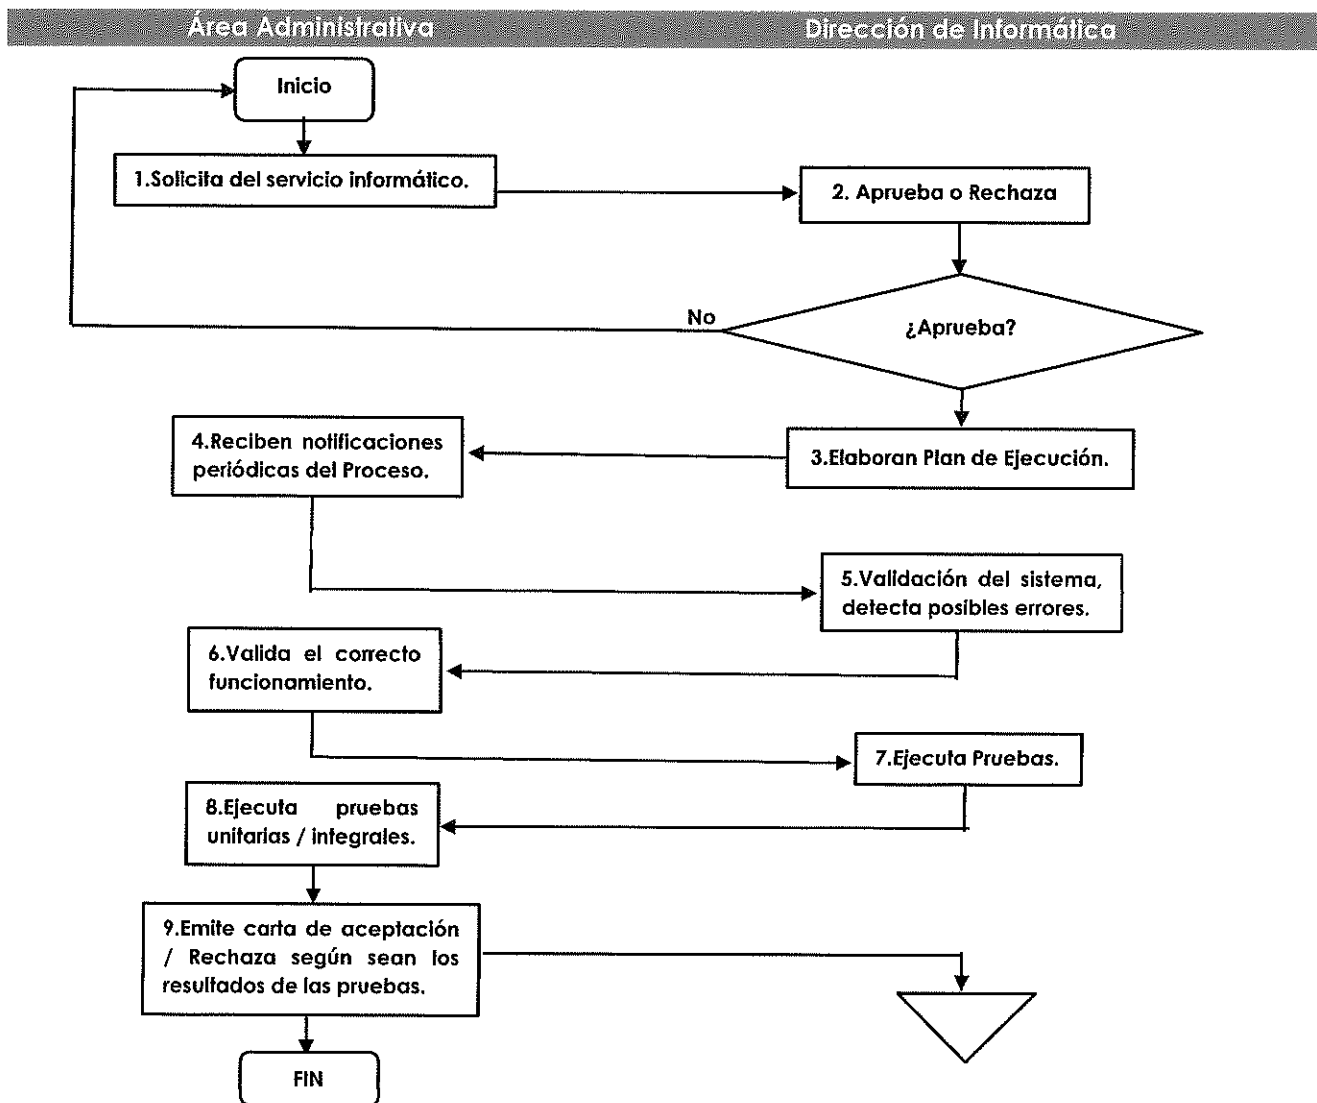 Área Administrativa
Dirección de Informática
Inicio
1.Solicita del servicio informático.
2. Aprueba o Rechaza
No
¿Aprueba?
4.Reciben notificaciones
periódicas del Proceso.
3.Elaboran Plan de Ejecución.
5.Validación del sistema,
detecta posibles errores.
6.Valida el correcto
funcionamiento.
7.Ejecuta Pruebas.
8.Ejecuta pruebas
unitarias / integrales.
9.Emite carta de aceptación
/ Rechaza según sean los
resultados de las pruebas.
FIN